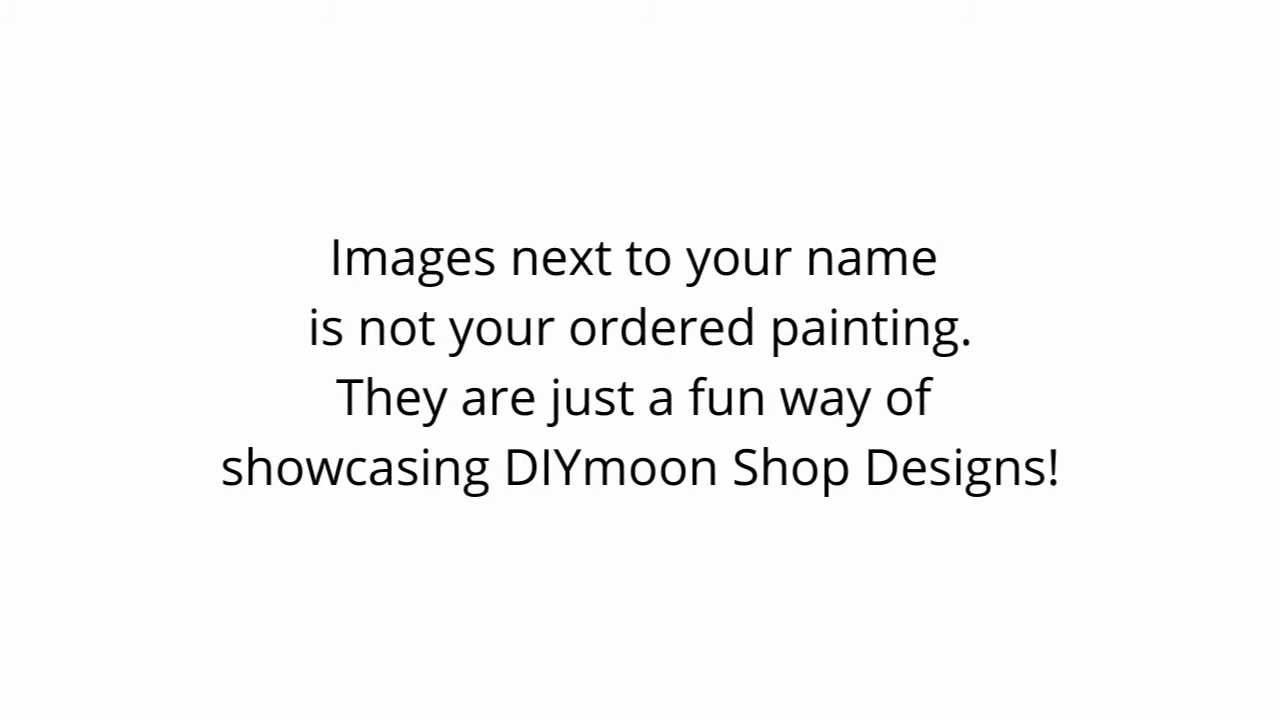 Images next to your name
is not your ordered painting.
They are just a fun way of
showcasing DIYmoon Shop Designs!